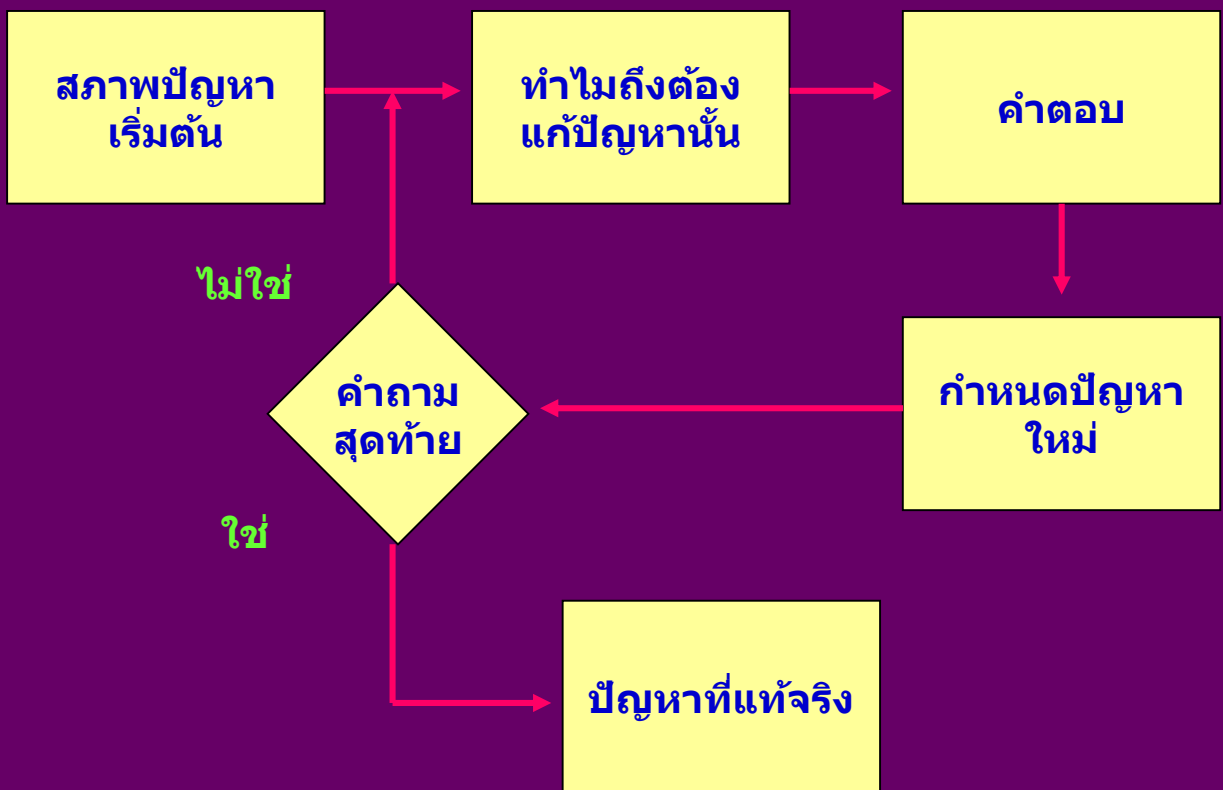 สภาพปัญหา
เริ่มต้น
ทำไมถึงต้อง
แก้ปัญหานั้น
คำตอบ
ไม่ใช่
คำถาม
สุดท้าย
กำหนดปัญหา
ใหม่
ใช่
ปัญหาที่แท้จริง